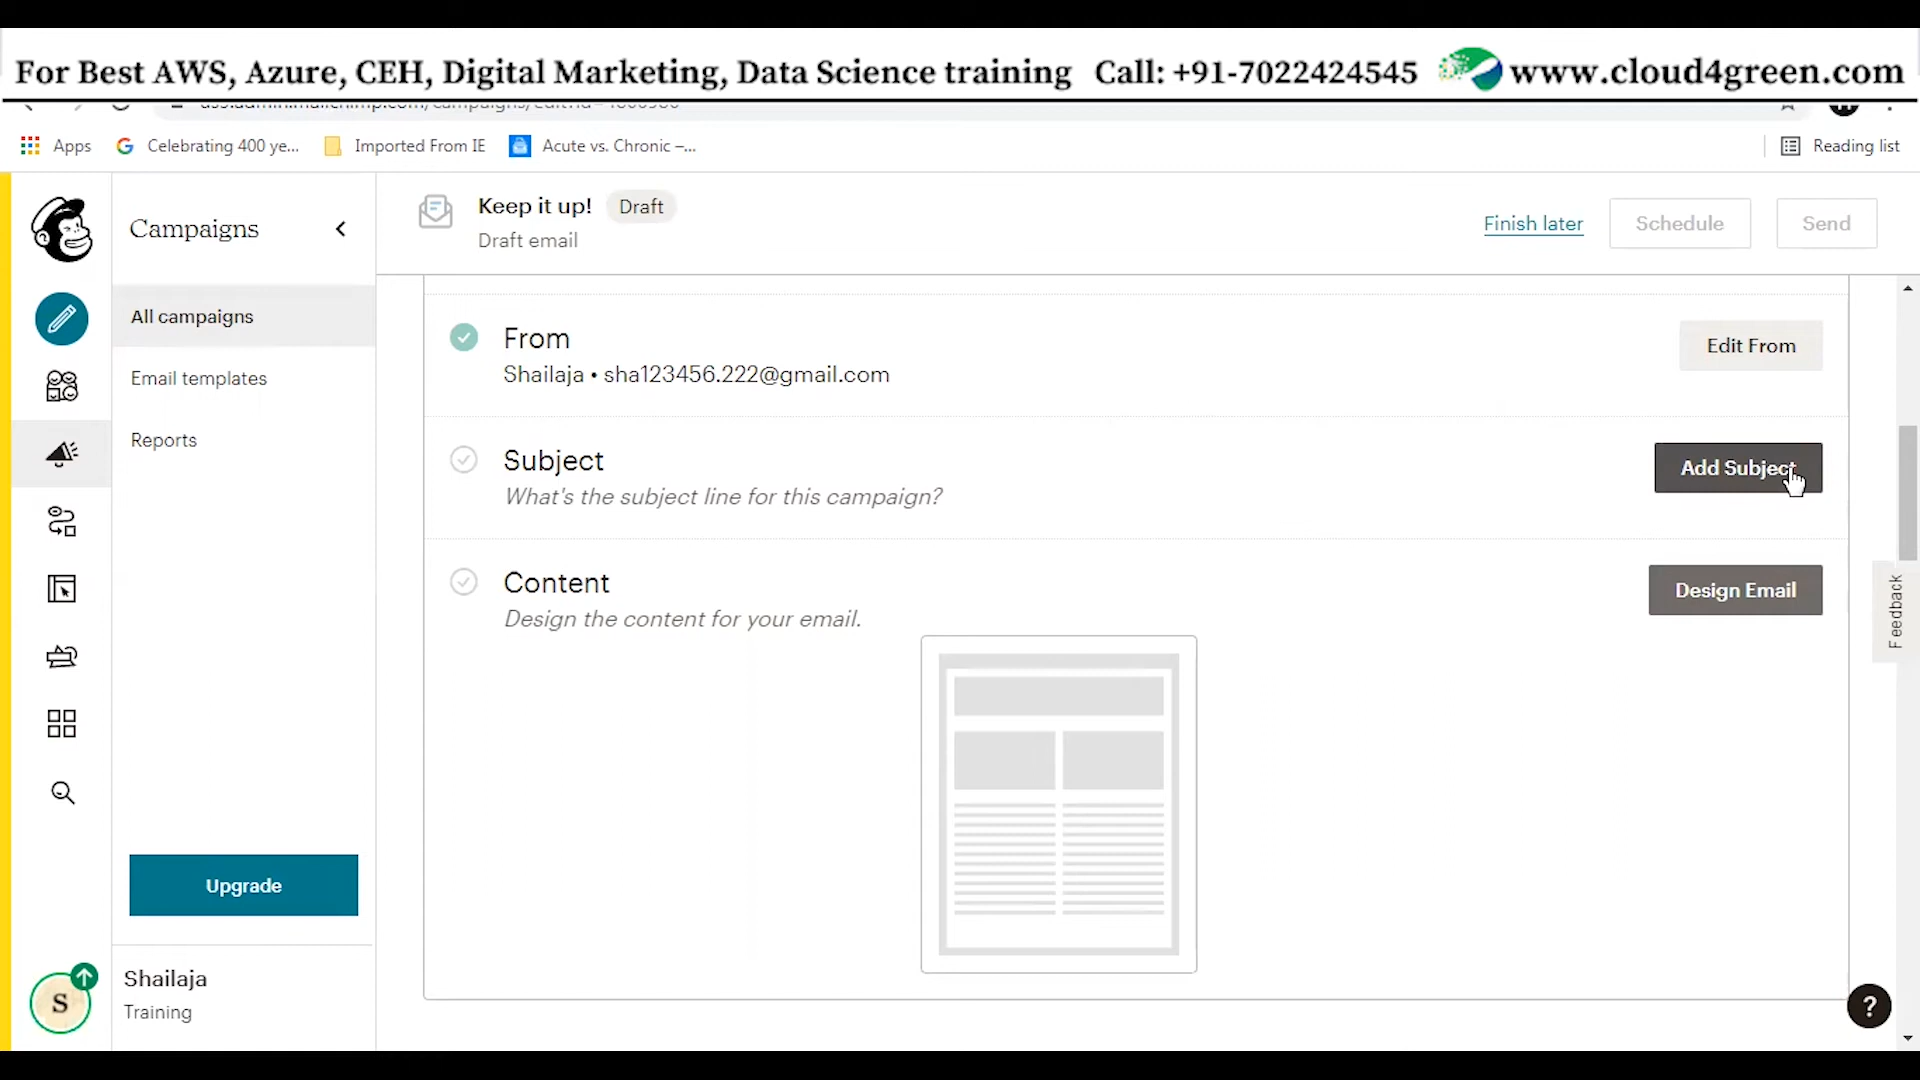 For Best AWS, Azure, CEH, Digital Marketing, Data Science training Call: +91-7022424545 www.cloud4green.com
Apps Celebrating 400 ye... Imported From IE Acute vs. Chronic –... Reading list
Campaigns
Keep it up! Draft
Draft email
Finish later Schedule Send
All campaigns
Email templates
Reports
From
Shailaja • sha123456.222@gmail.com
Edit From
Subject
What's the subject line for this campaign?
Add Subject
Content
Design the content for your email.
Design Email
Feedback
Upgrade
S
Shailaja
Training
?